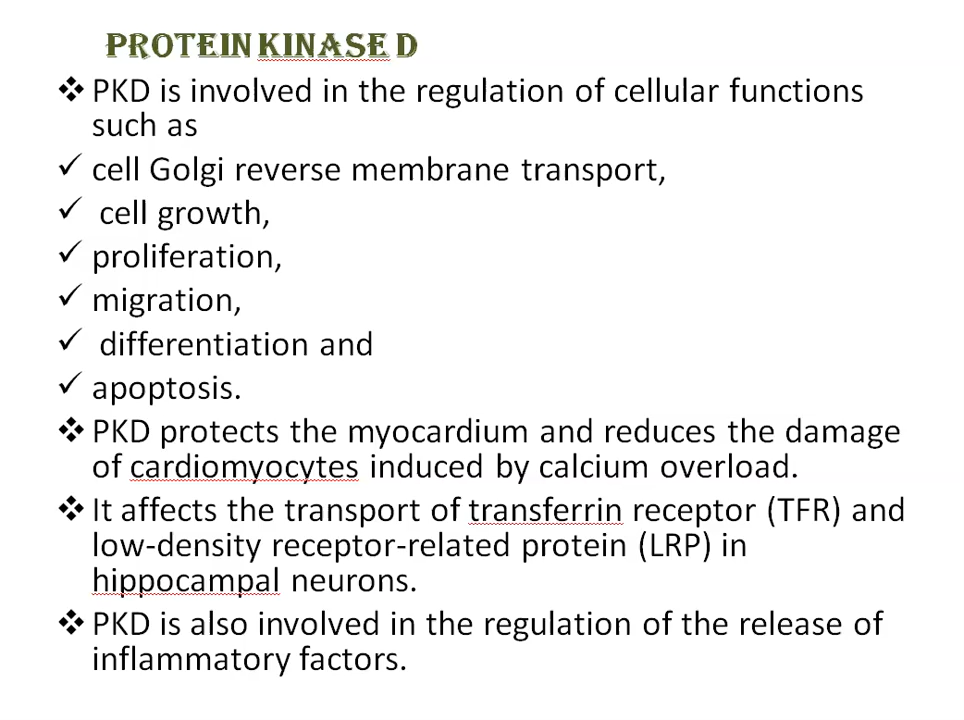 PROTEIN KINASE D
❖ PKD is involved in the regulation of cellular functions
such as
✓ cell Golgi reverse membrane transport,
✓ cell growth,
✓ proliferation,
✓ migration,
✓ differentiation and
✓ apoptosis.
❖ PKD protects the myocardium and reduces the damage
of cardiomyocytes induced by calcium overload.
❖ It affects the transport of transferrin receptor (TFR) and
low-density receptor-related protein (LRP) in
hippocampal neurons.
❖ PKD is also involved in the regulation of the release of
inflammatory factors.